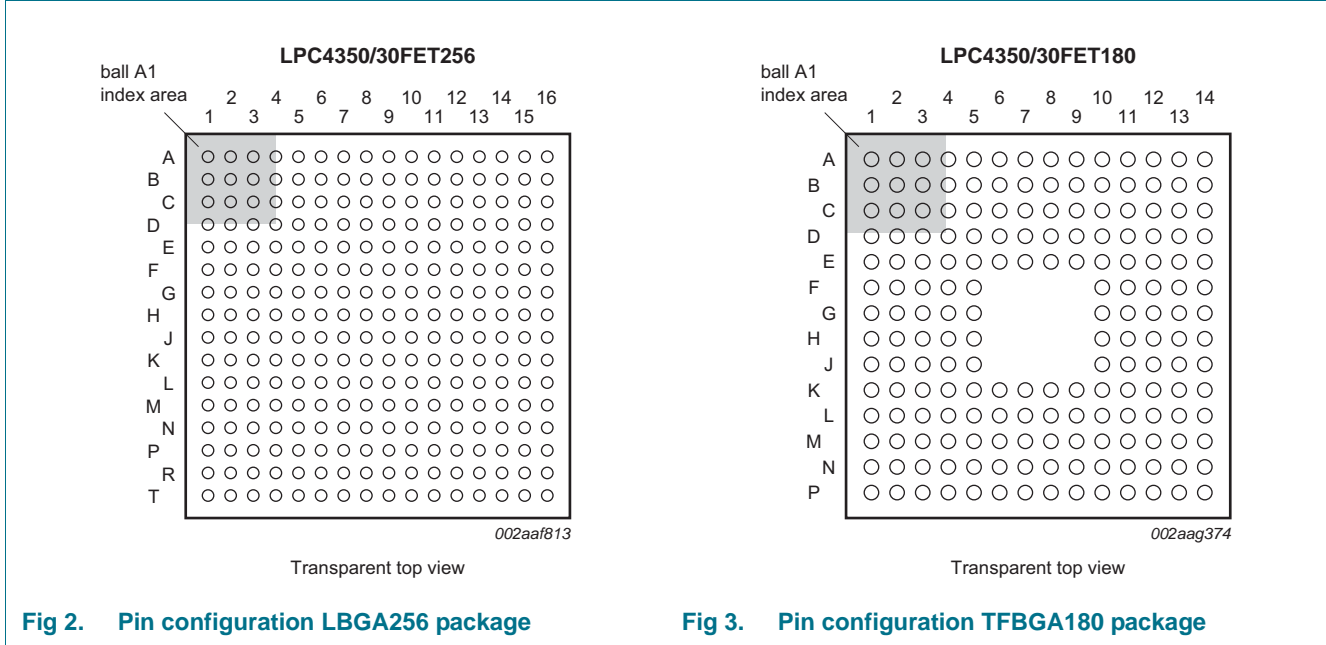 LPC4350/30FET256
ball A1
index area
2 4 6 8 10 12 14 16
1 3 5 7 9 11 13 15
A
B
C
D
E
F
G
H
J
K
L
M
N
P
R
T
002aaf813
Transparent top view
Fig 2. Pin configuration LBGA256 package
LPC4350/30FET180
ball A1
index area
2 4 6 8 10 12 14
1 3 5 7 9 11 13
A
B
C
D
E
F
G
H
J
K
L
M
N
P
002aag374
Transparent top view
Fig 3. Pin configuration TFBGA180 package